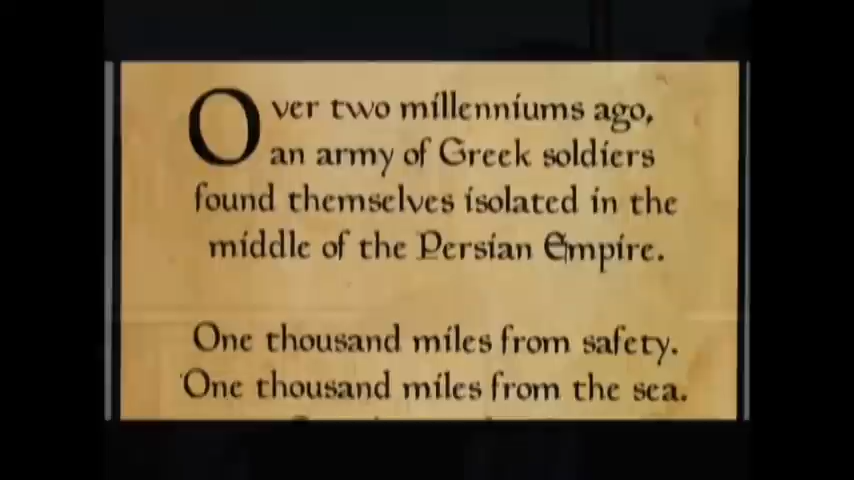 Over two millenniums ago,
an army of Greek soldiers
found themselves isolated in the
middle of the Persian Empire.
One thousand miles from safety.
One thousand miles from the sea.